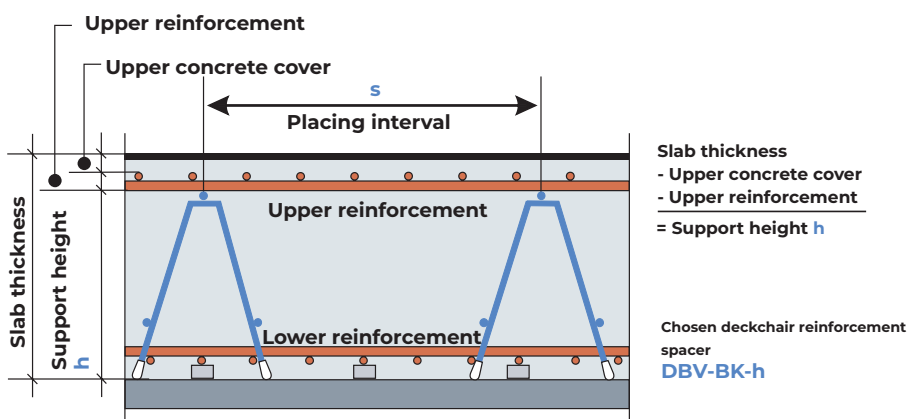 Upper reinforcement
Upper concrete cover
s
Placing interval
Slab thickness
Support height
h
Upper reinforcement
Lower reinforcement
Slab thickness
- Upper concrete cover
- Upper reinforcement
= Support height h
Chosen deckchair reinforcement
spacer
DBV-BK-h